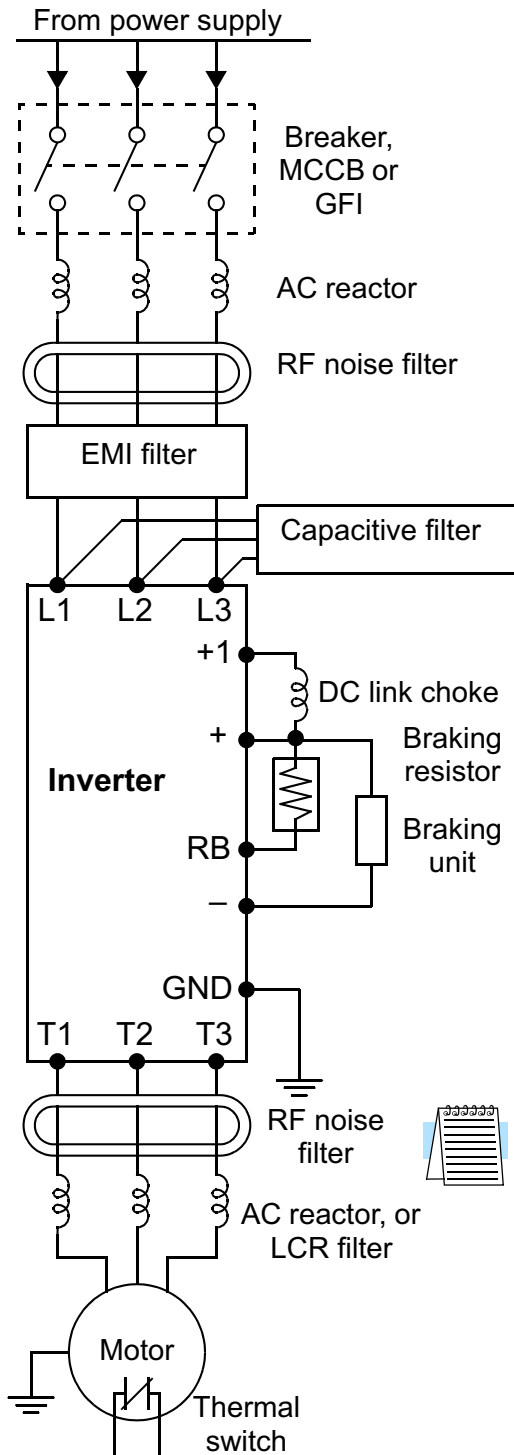 From power supply
Breaker,
MCCB or
GFI
AC reactor
RF noise filter
EMI filter
Capacitive filter
L1 L2 L3
+1
DC link choke
+
Braking
resistor
Inverter
Braking
unit
RB
–
GND
T1 T2 T3
RF noise
filter
AC reactor, or
LCR filter
Motor
Thermal
switch